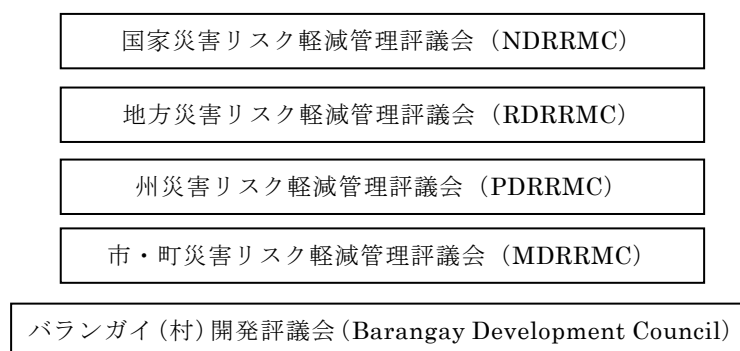 国家災害リスク軽減管理評議会（NDRRMC）
地方災害リスク軽減管理評議会（RDRRMC）
州災害リスク軽減管理評議会（PDRRMC）
市・町災害リスク軽減管理評議会（MDRRMC）
バランガイ（村）開発評議会（Barangay Development Council）